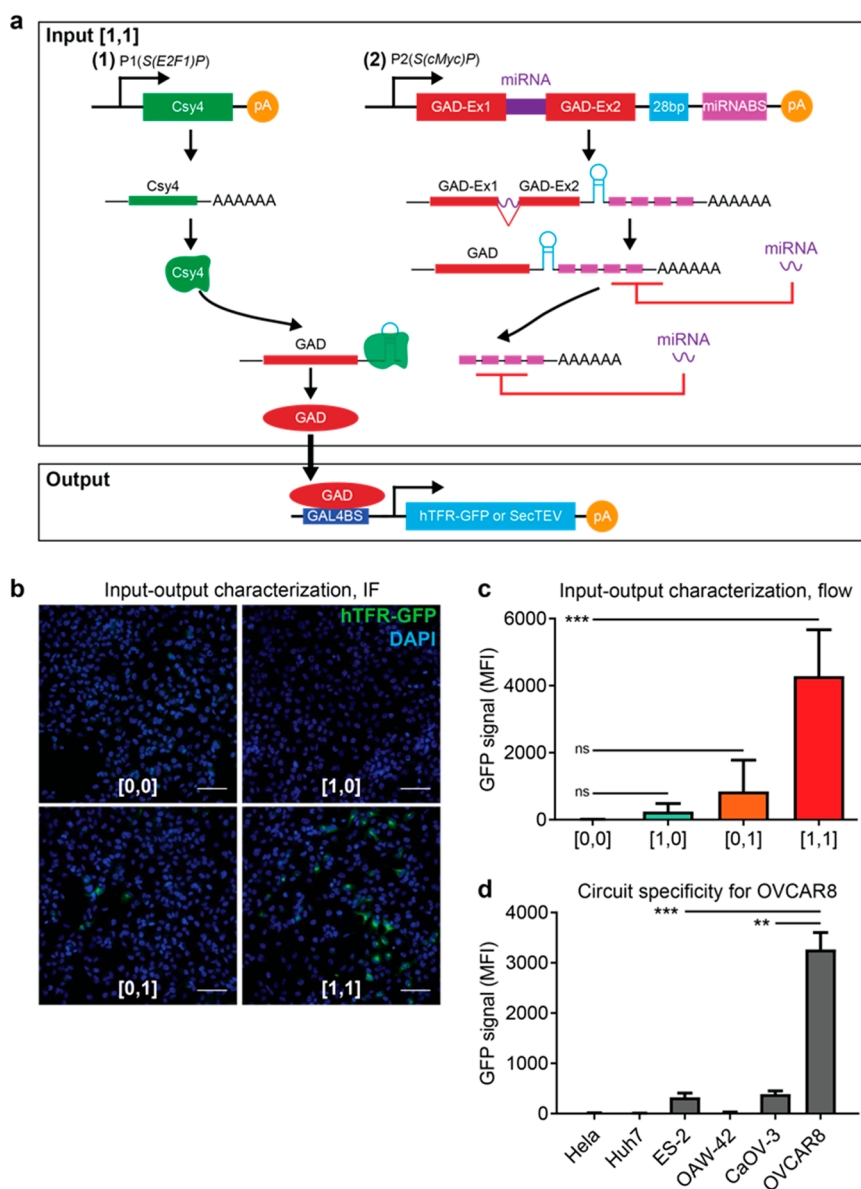 a
Input [1,1]
(1) P1(S(E2F1)P)
Csy4
pA
Csy4
AAAAAA
Csy4
(2) P2(S(cMyc)P)
miRNA
GAD-Ex1
GAD-Ex2
28bp
miRNABS
pA
GAD-Ex1
GAD-Ex2
AAAAAA
GAD
AAAAAA
miRNA
GAD
AAAAAA
miRNA
GAD
Output
GAD
GAL4BS
hTFR-GFP or SecTEV
pA
b
Input-output characterization, IF
hTFR-GFP
DAPI
[0,0]
[1,0]
[0,1]
[1,1]
c
Input-output characterization, flow
GFP signal (MFI)
6000
4000
2000
0
***
ns
ns
[0,0] [1,0] [0,1] [1,1]
d
Circuit specificity for OVCAR8
GFP signal (MFI)
4000
3000
2000
1000
0
***
**
Hela
Huh7
ES-2
OAW-42
CaOV-3
OVCAR8